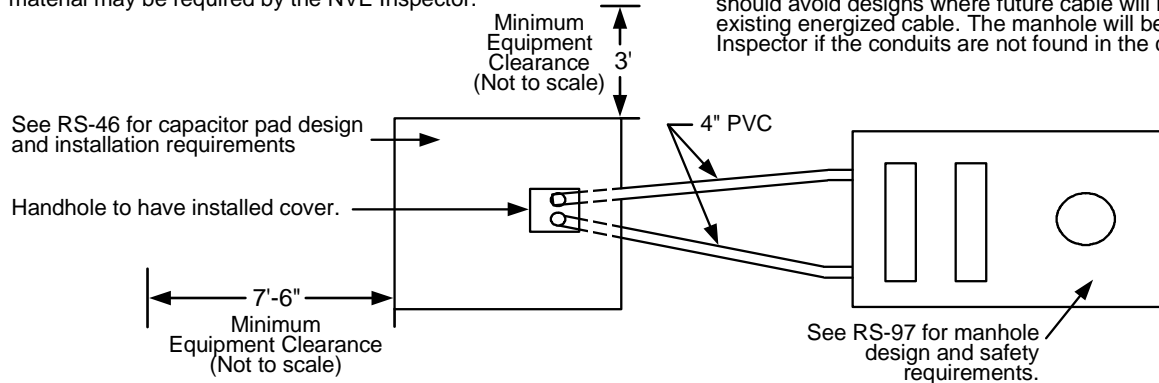 material may be required by the NVE Inspector.
should avoid designs where future cable will
existing energized cable. The manhole will be
Inspector if the conduits are not found in the
Minimum
Equipment
Clearance
(Not to scale)
3'
See RS-46 for capacitor pad design
and installation requirements
4" PVC
Handhole to have installed cover.
7'-6"
Minimum
Equipment Clearance
(Not to scale)
See RS-97 for manhole
design and safety
requirements.